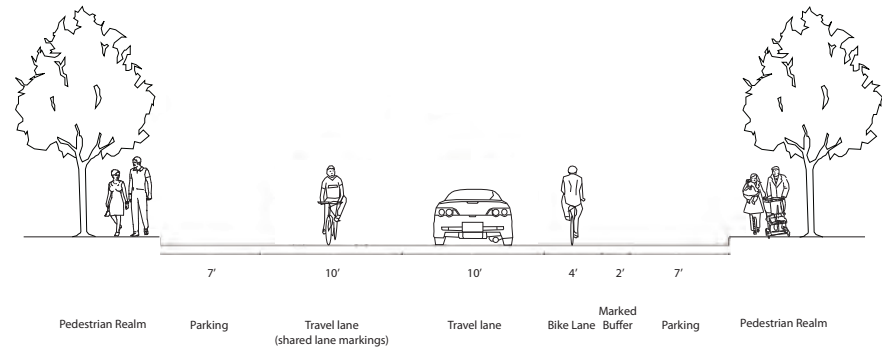 7’ 10’ 10’ 4’ 2’ 7’
Pedestrian Realm Parking Travel lane
(shared lane markings) Travel lane Bike Lane Marked
Buffer Parking Pedestrian Realm